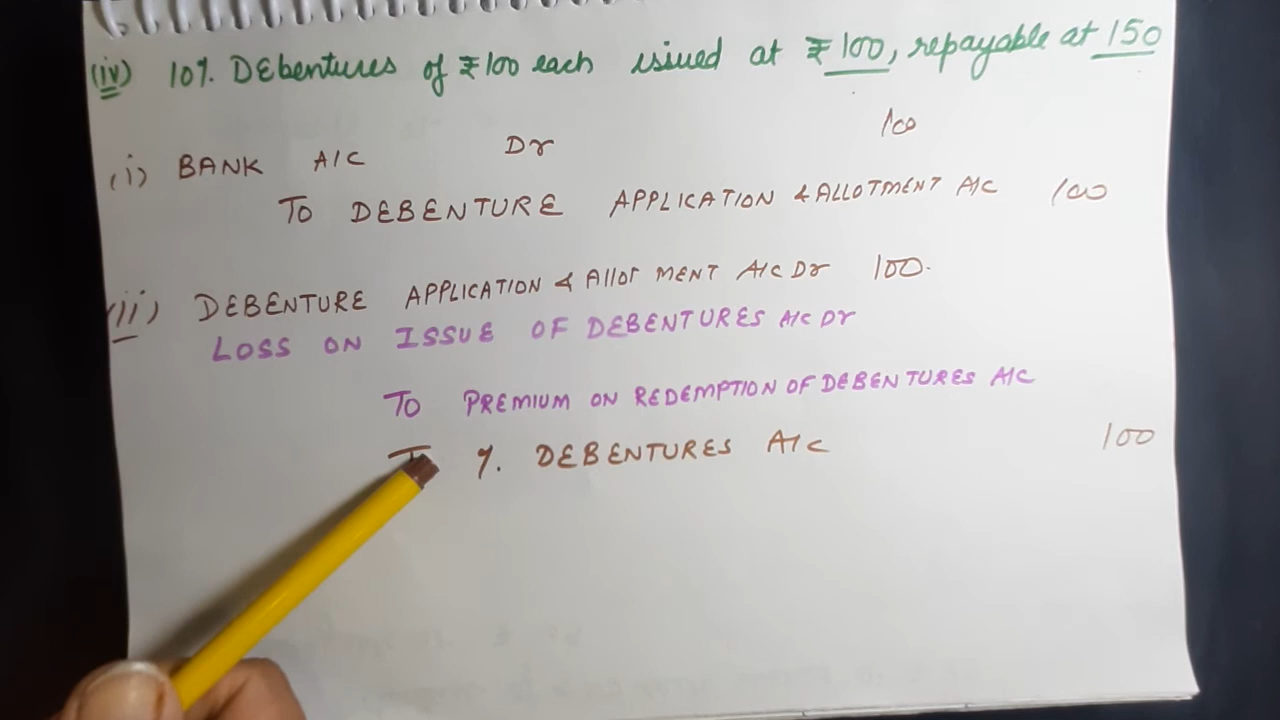 (iv) 10%. Debentures of ₹100 each issued at ₹100, repayable at 150
(i) BANK A/C Dr 100
To DEBENTURE APPLICATION & ALLOTMENT A/C 100
(ii) DEBENTURE APPLICATION & AllOTMENT A/C Dr 100.
LOSS ON ISSUE OF DEBENTURES A/C Dr
To PREMIUM ON REDEMPTION OF DEBENTURES A/C
%. DEBENTURES A/C 100